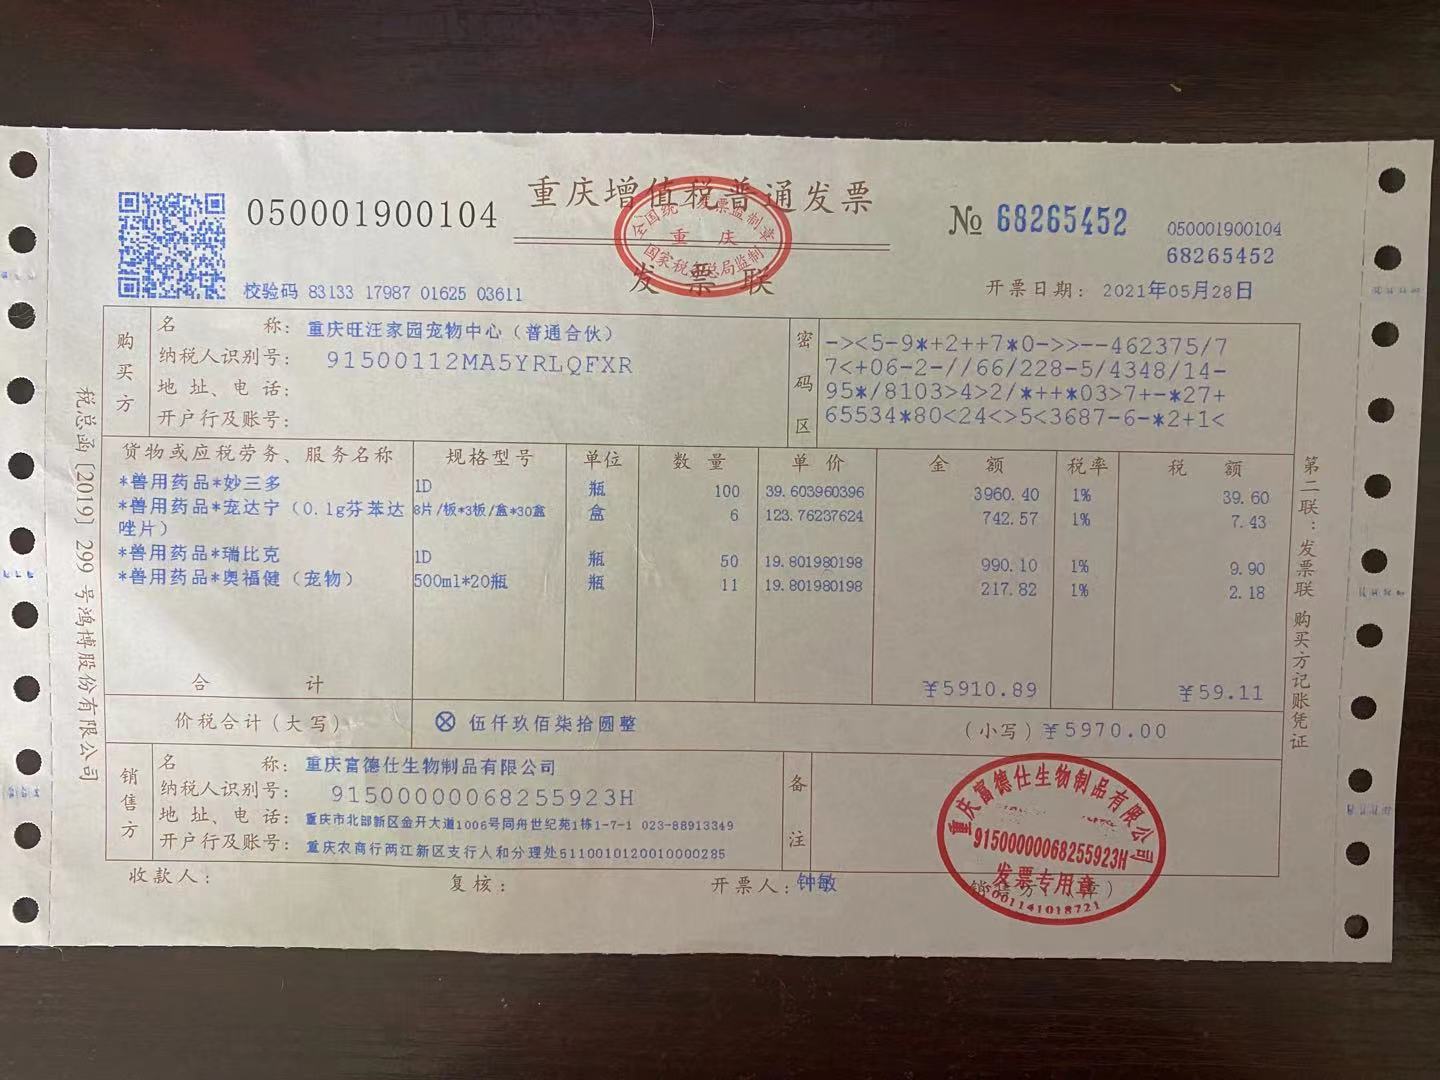 重庆增值税普通发票
050001900104
№ 68265452
050001900104
68265452
全国统一发票监制章
重庆
国家税务总局监制
发票联
校验码 83133 17987 01625 03611
开票日期： 2021年05月28日
购买方
名称： 重庆旺汪家园宠物中心（普通合伙）
纳税人识别号： 91500112MA5YRLQFXR
地址、电话：
开户行及账号：
密码区
-><5-9*+2++7*0->>--462375/7
7<+06-2-//66/228-5/4348/14-
95*/8103>4>2/*++*03>7+-*27+
65534*80<24<>5<3687-6-*2+1<
货物或应税劳务、服务名称 规格型号 单位 数量 单价 金额 税率 税额
*兽用药品*妙三多 1D 瓶 100 39.603960396 3960.40 1% 39.60
*兽用药品*宠达宁（0.1g芬苯达 8片/板*3板/盒*30盒 盒 6 123.76237624 742.57 1% 7.43
唑片）
*兽用药品*瑞比克 1D 瓶 50 19.801980198 990.10 1% 9.90
*兽用药品*奥福健（宠物） 500ml*20瓶 瓶 11 19.801980198 217.82 1% 2.18
合计 ¥5910.89 ¥59.11
价税合计（大写） ⊗ 伍仟玖佰柒拾圆整 （小写）¥5970.00
销售方
名称： 重庆富德仕生物制品有限公司
纳税人识别号： 91500000068255923H
地址、电话： 重庆市北部新区金开大道1006号同舟世纪苑1栋1-7-1 023-88913349
开户行及账号： 重庆农商行两江新区支行人和分理处5110010120010000285
备注
收款人： 复核： 开票人：钟敏 销售方：（章）
重庆富德仕生物制品有限公司
91500000068255923H
发票专用章
5001141018721
税总函［2019］299号鸿博股份有限公司
第二联：发票联 购买方记账凭证